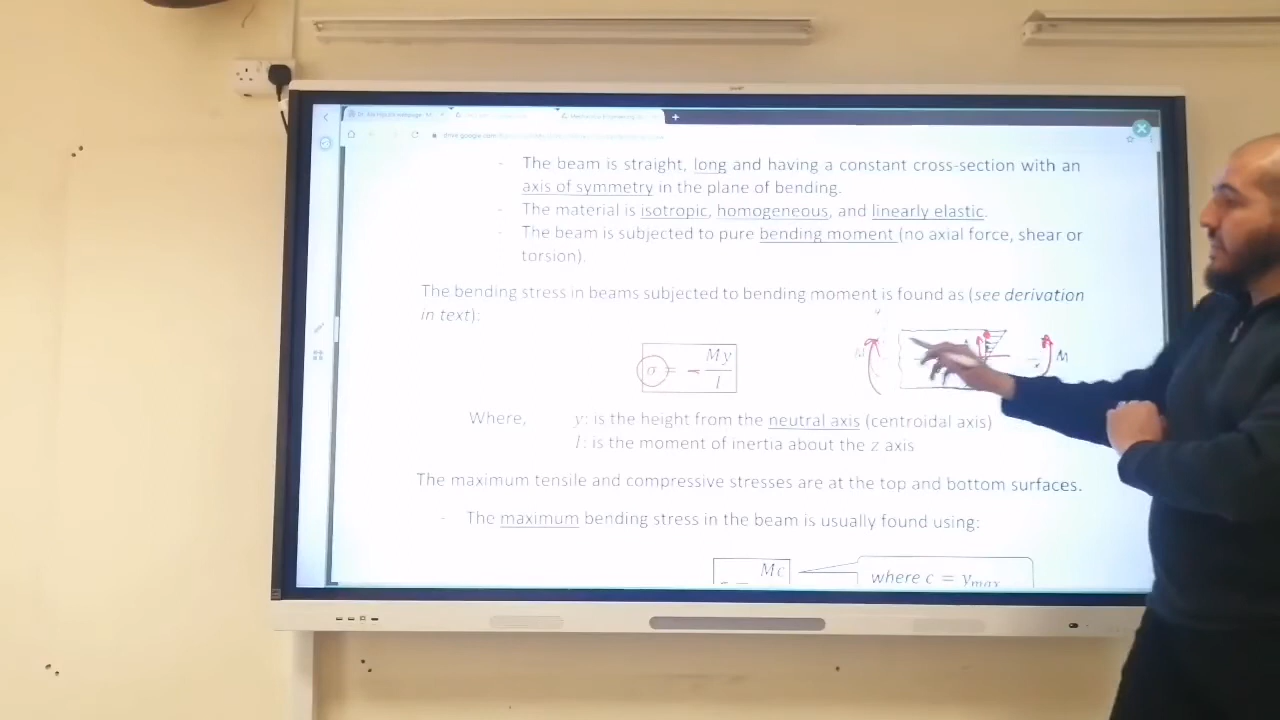 - The beam is straight, long and having a constant cross-section with an
axis of symmetry in the plane of bending.
- The material is isotropic, homogeneous, and linearly elastic.
- The beam is subjected to pure bending moment (no axial force, shear or
torsion).
The bending stress in beams subjected to bending moment is found as (see derivation
in text):
σ = - My / I
M
Where, y: is the height from the neutral axis (centroidal axis)
I: is the moment of inertia about the z axis
The maximum tensile and compressive stresses are at the top and bottom surfaces.
- The maximum bending stress in the beam is usually found using:
Mc
where c = ymax